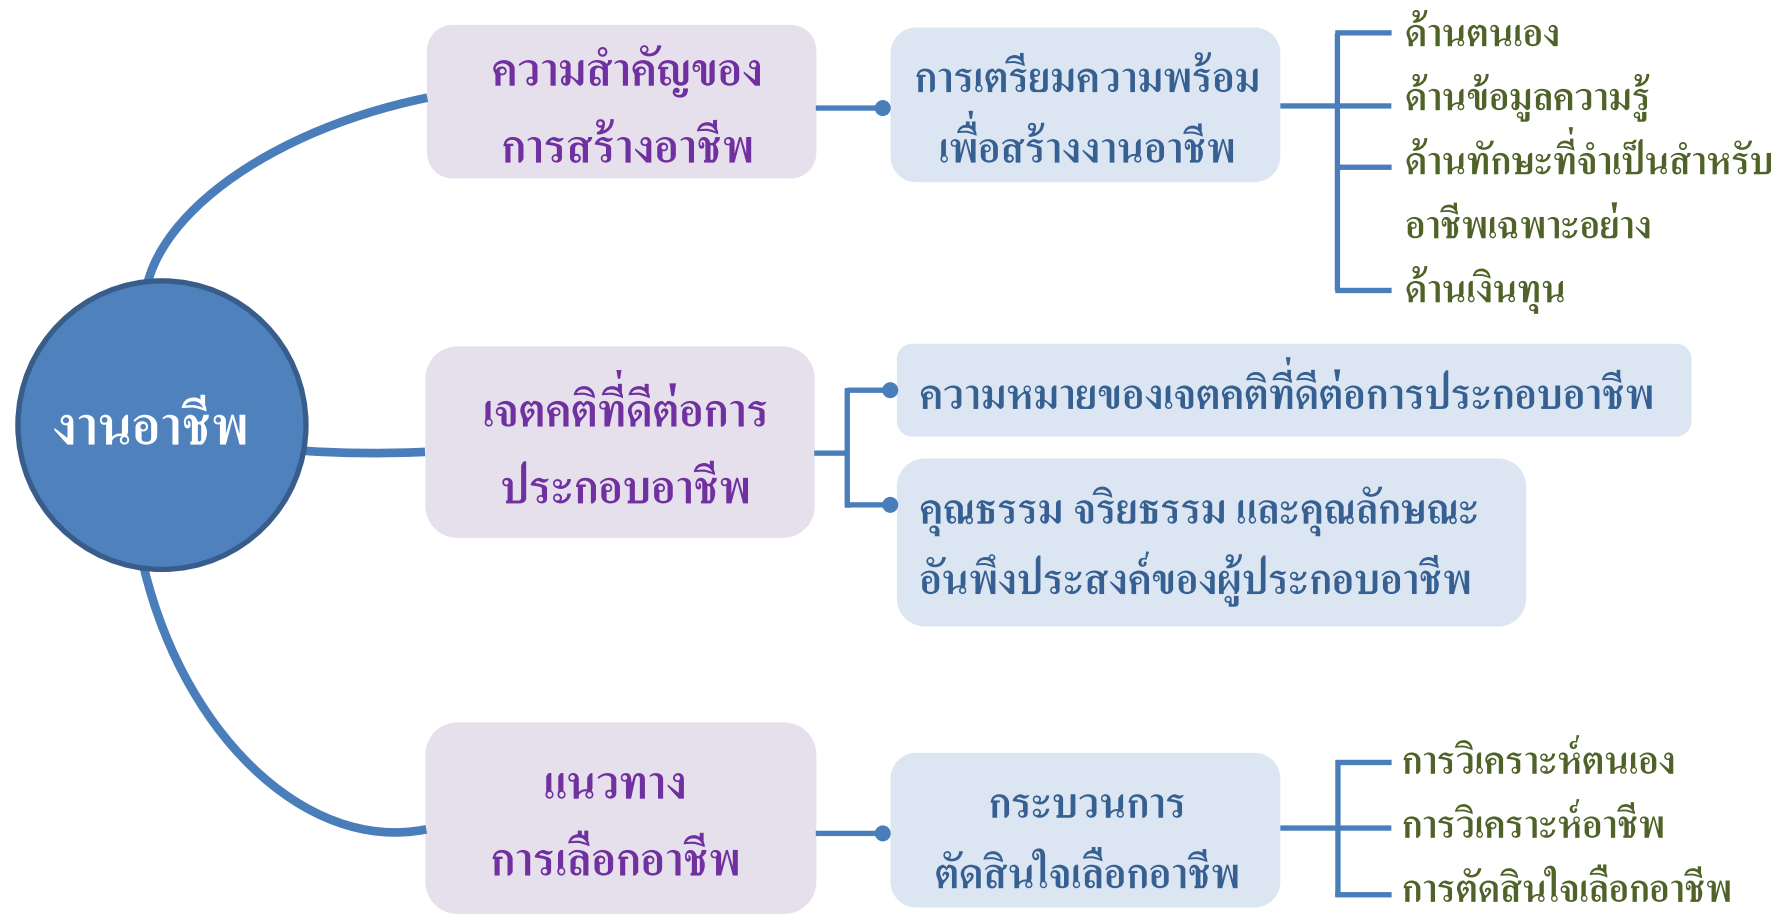 ความสำคัญของ
การสร้างอาชีพ
การเตรียมความพร้อม
เพื่อสร้างงานอาชีพ
ด้านตนเอง
ด้านข้อมูลความรู้
ด้านทักษะที่จำเป็นสำหรับ
อาชีพเฉพาะอย่าง
ด้านเงินทุน
งานอาชีพ
เจตคติที่ดีต่อการ
ประกอบอาชีพ
ความหมายของเจตคติที่ดีต่อการประกอบอาชีพ
คุณธรรม จริยธรรม และคุณลักษณะ
อันพึงประสงค์ของผู้ประกอบอาชีพ
แนวทาง
การเลือกอาชีพ
กระบวนการ
ตัดสินใจเลือกอาชีพ
การวิเคราะห์ตนเอง
การวิเคราะห์อาชีพ
การตัดสินใจเลือกอาชีพ